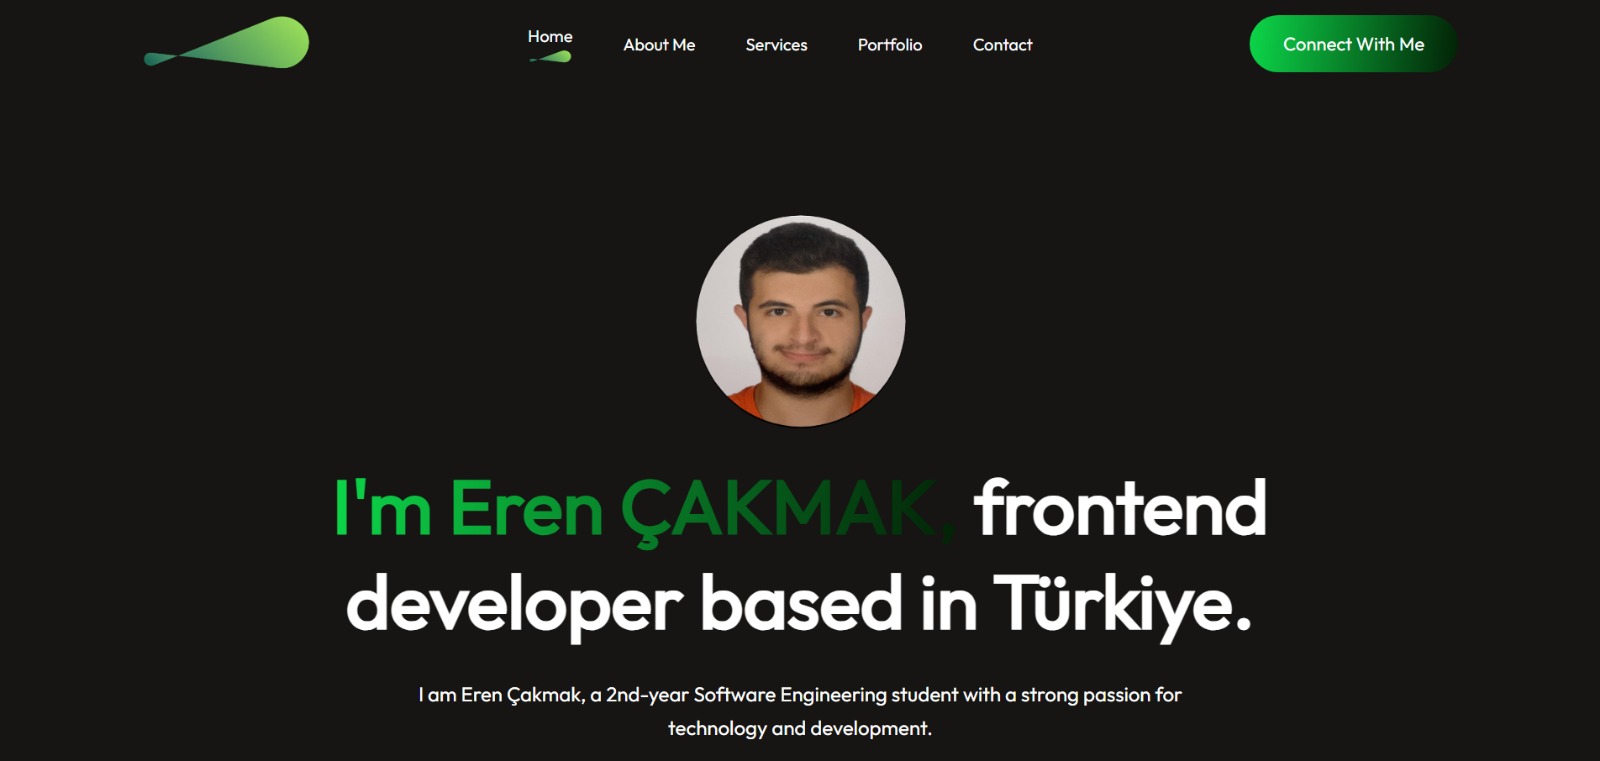 Home
About Me
Services
Portfolio
Contact
Connect With Me
I'm Eren ÇAKMAK, frontend
developer based in Türkiye.
I am Eren Çakmak, a 2nd-year Software Engineering student with a strong passion for
technology and development.